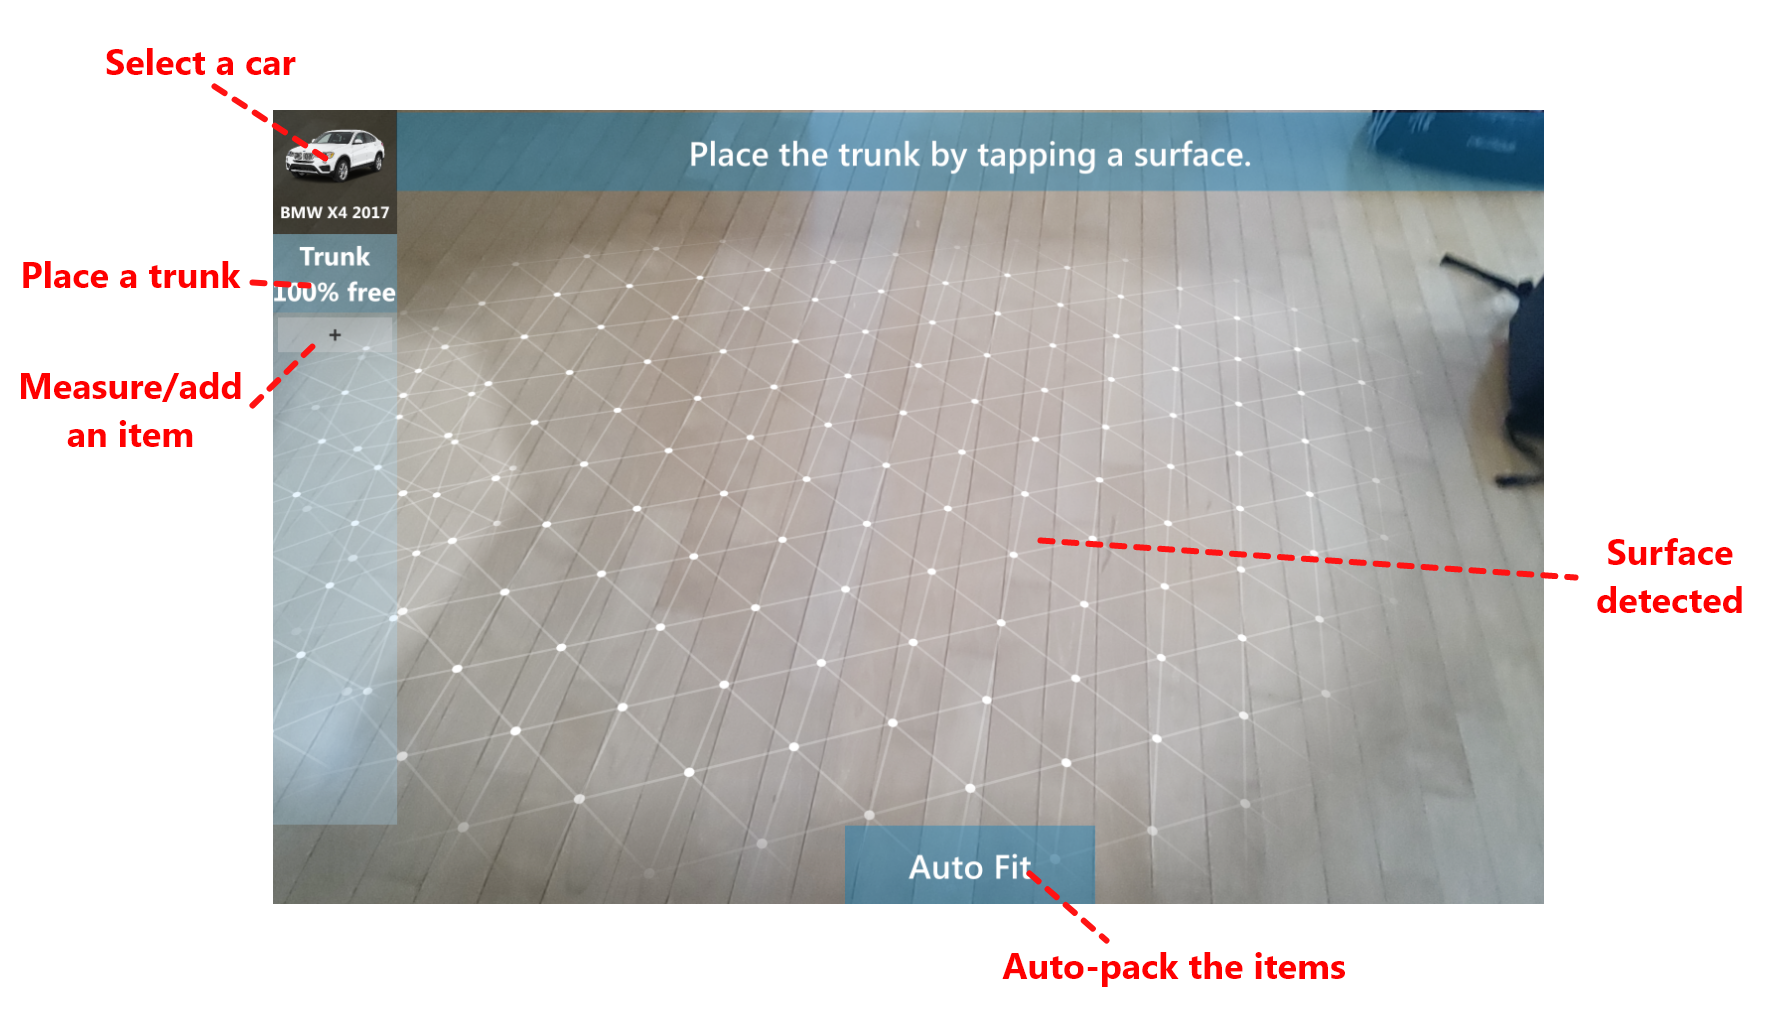 Select a car
Place the trunk by tapping a surface.
BMW X4 2017
Trunk
100% free
Place a trunk
+
Measure/add
an item
Surface
detected
Auto Fit
Auto-pack the items